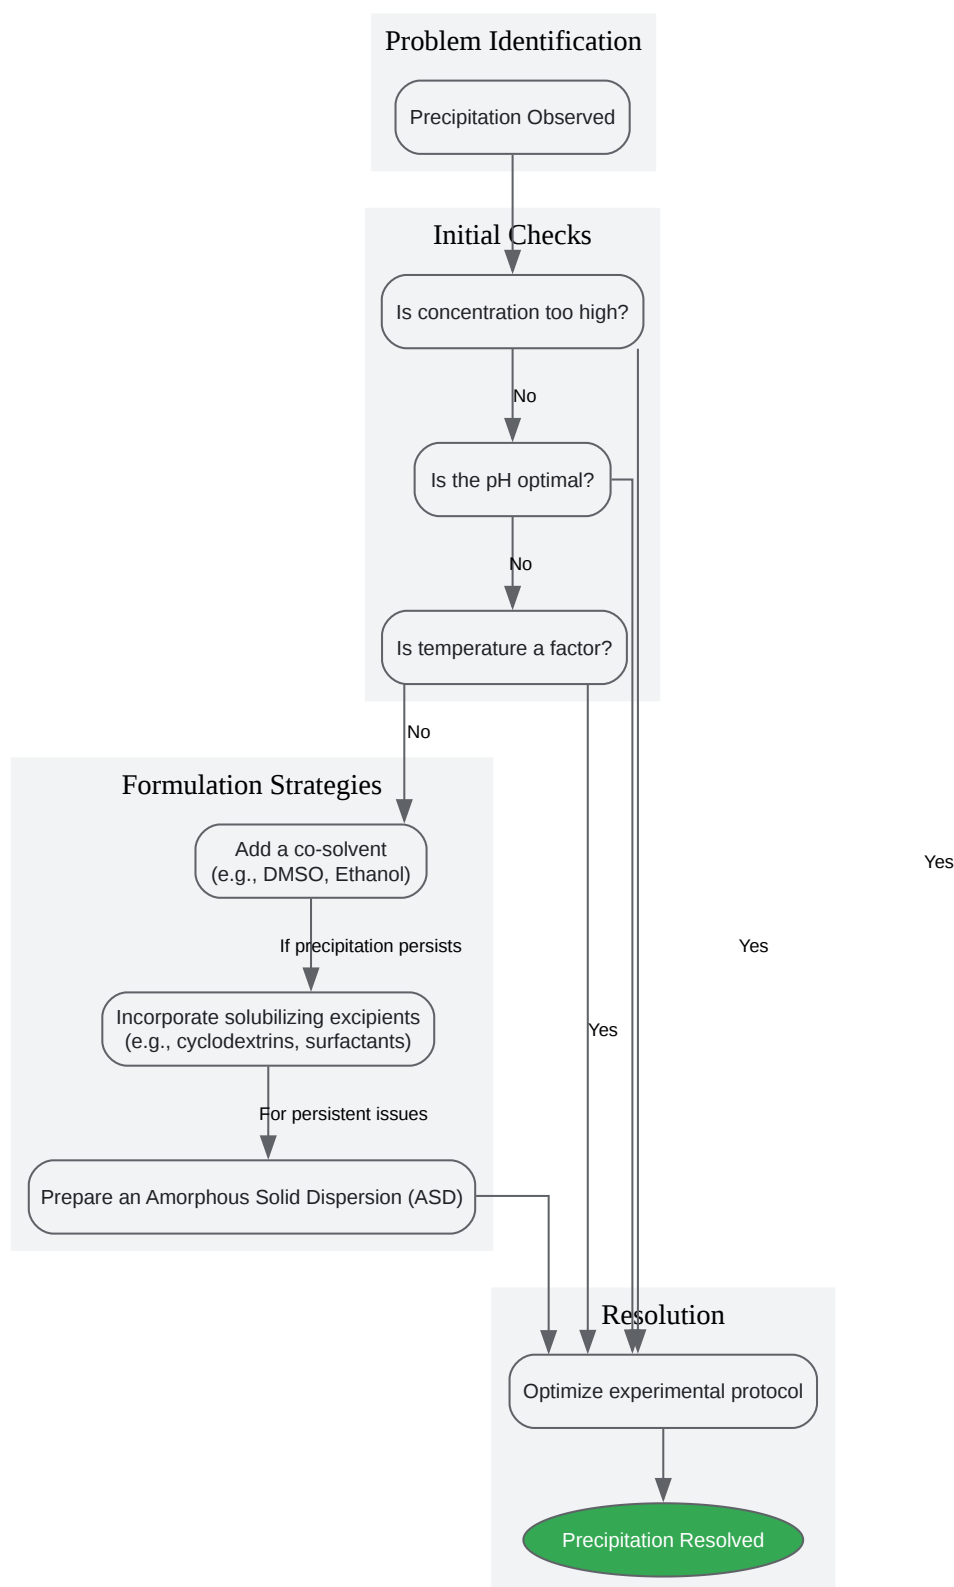 Problem Identification
Precipitation Observed
Initial Checks
Is concentration too high?
No
Is the pH optimal?
No
Is temperature a factor?
No
Formulation Strategies
Add a co-solvent
(e.g., DMSO, Ethanol)
Yes
If precipitation persists
Yes
Incorporate solubilizing excipients
(e.g., cyclodextrins, surfactants)
Yes
For persistent issues
Prepare an Amorphous Solid Dispersion (ASD)
Resolution
Optimize experimental protocol
Precipitation Resolved